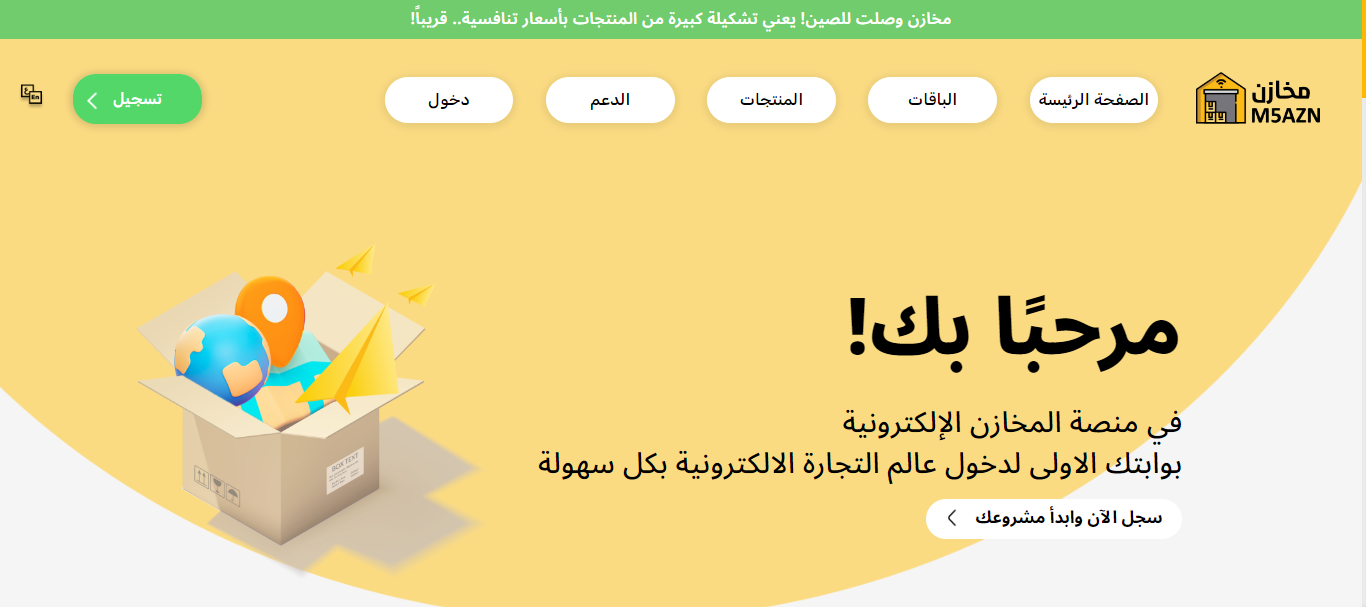 مخازن وصلت للصين! يعني تشكيلة كبيرة من المنتجات بأسعار تنافسية.. قريباً!
مخازن
M5AZN
الصفحة الرئيسة
الباقات
المنتجات
الدعم
دخول
تسجيل
ع
En
مرحبًا بك!
في منصة المخازن الإلكترونية
بوابتك الاولى لدخول عالم التجارة الالكترونية بكل سهولة
سجل الآن وابدأ مشروعك
BOX TEXT